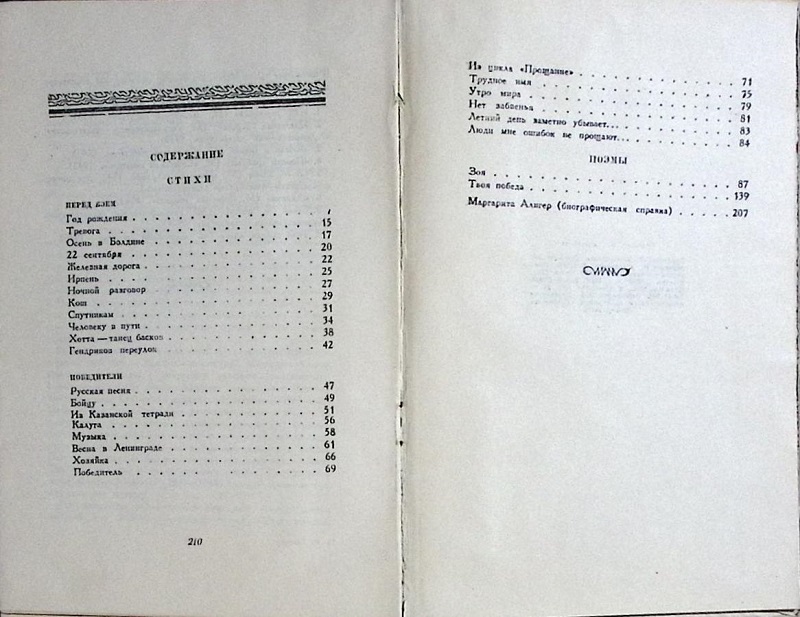 СОДЕРЖАНИЕ
СТИХИ
ПЕРЕД ВСЕМ
Год рождения . . . 7
Тревога . . . 15
Осень в Болдине . . . 17
22 сентября . . . 20
Железная дорога . . . 22
Ирпень . . . 25
Ночной разговор . . . 27
Кош . . . 29
Спутникам . . . 31
Человеку в пути . . . 34
Хотта — танец басков . . . 38
Гендриков переулок . . . 42
ПОБЕДИТЕЛИ
Русская песня . . . 47
Бойцу . . . 49
Из Казанской тетради . . . 51
Калуга . . . 56
Музыка . . . 58
Весна в Ленинграде . . . 61
Хозяйка . . . 66
Победитель . . . 69
210
Из цикла «Прощание» . . . 71
Трудное имя . . . 75
Утро мира . . . 79
Нет забвенья . . . 81
Летний день заметно убывает... . . . 83
Люди мне ошибок не прощают... . . . 84
ПОЭМЫ
Зоя . . . 87
Твоя победа . . . 139
Маргарита Алигер (биографическая справка) . . . 207